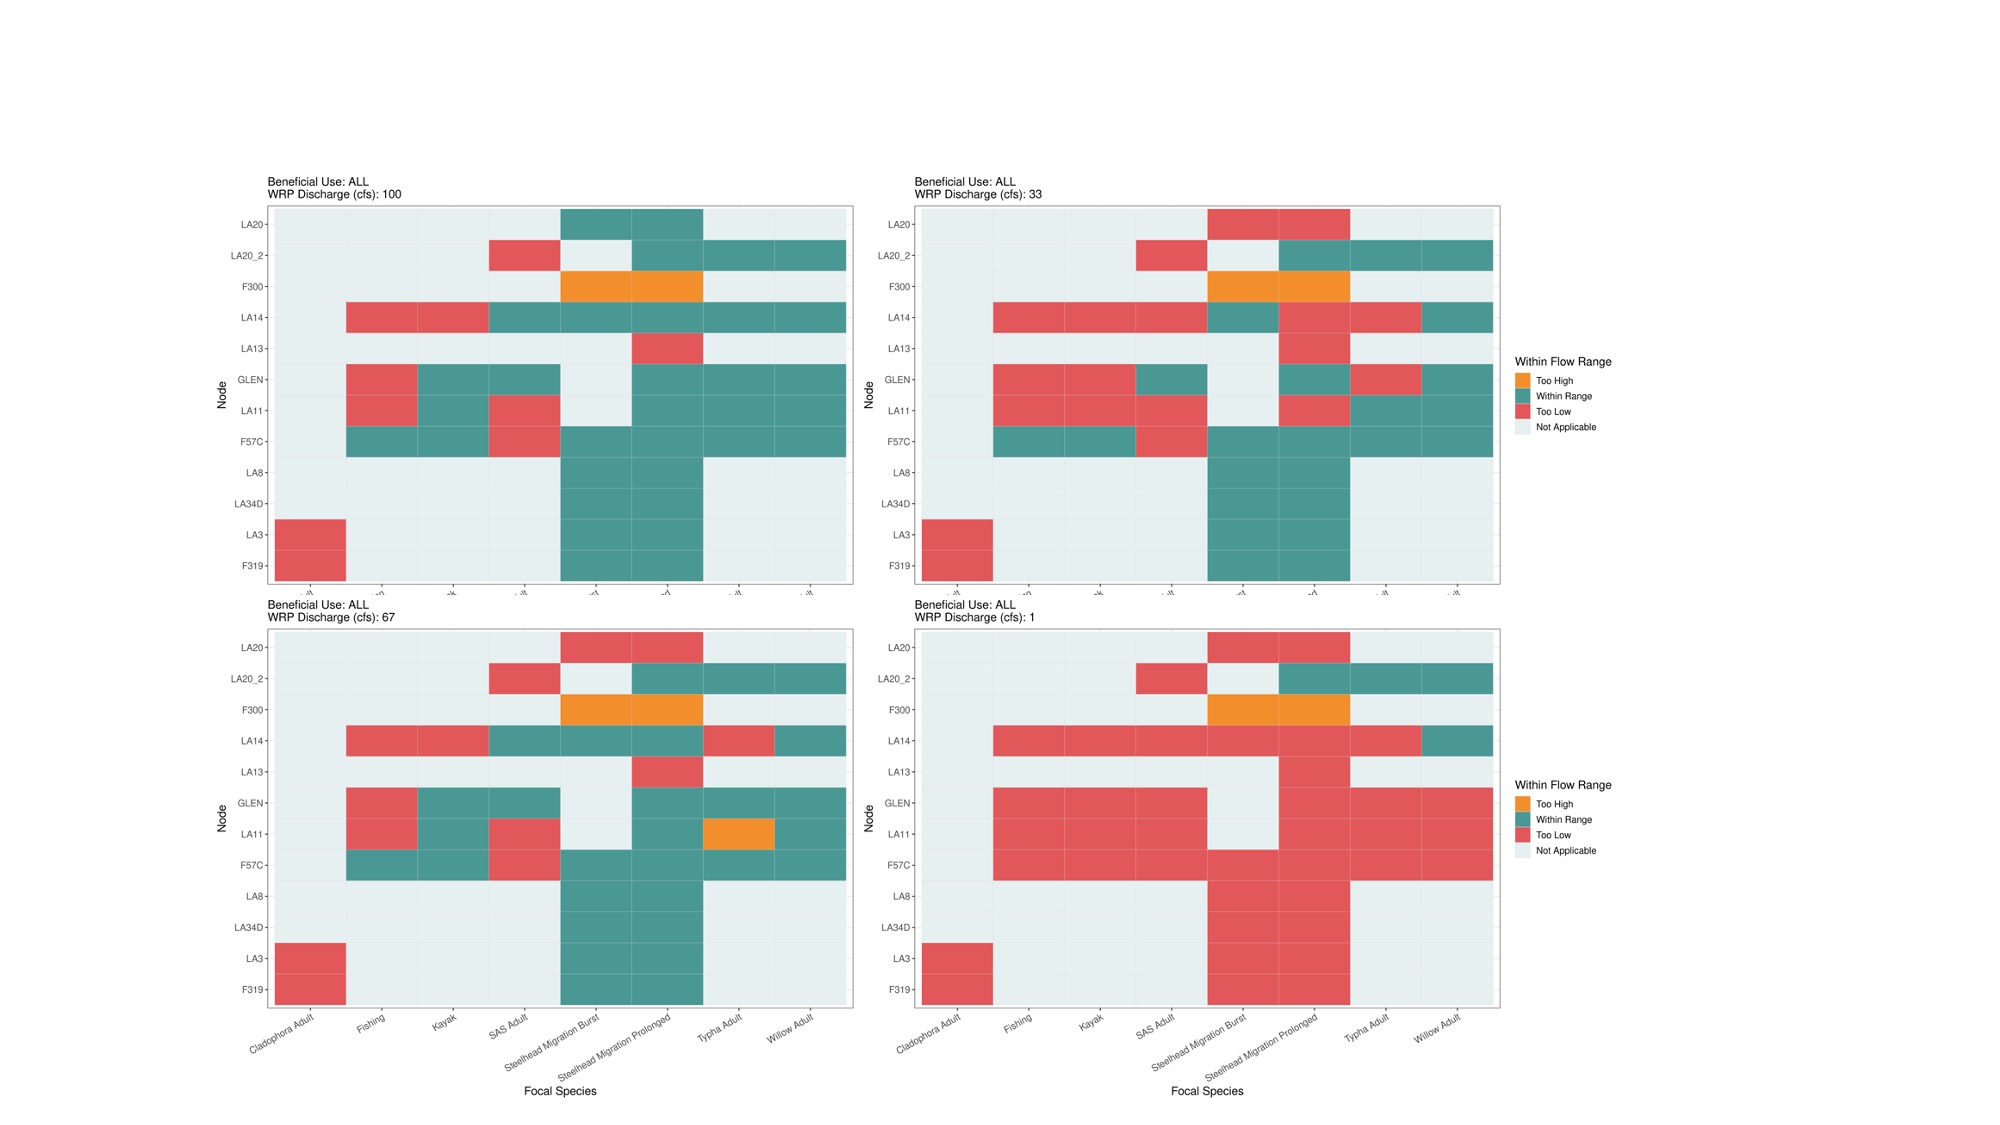 Beneficial Use: ALL
WRP Discharge (cfs): 100
LA20
LA20_2
F300
LA14
LA13
GLEN
LA11
F57C
LA8
LA34D
LA3
F319
Node
Beneficial Use: ALL
WRP Discharge (cfs): 33
LA20
LA20_2
F300
LA14
LA13
GLEN
LA11
F57C
LA8
LA34D
LA3
F319
Node
Within Flow Range
Too High
Within Range
Too Low
Not Applicable
Beneficial Use: ALL
WRP Discharge (cfs): 67
LA20
LA20_2
F300
LA14
LA13
GLEN
LA11
F57C
LA8
LA34D
LA3
F319
Node
Cladophora Adult
Fishing
Kayak
SAS Adult
Steelhead Migration Burst
Steelhead Migration Prolonged
Typha Adult
Willow Adult
Focal Species
Beneficial Use: ALL
WRP Discharge (cfs): 1
LA20
LA20_2
F300
LA14
LA13
GLEN
LA11
F57C
LA8
LA34D
LA3
F319
Node
Cladophora Adult
Fishing
Kayak
SAS Adult
Steelhead Migration Burst
Steelhead Migration Prolonged
Typha Adult
Willow Adult
Focal Species
Within Flow Range
Too High
Within Range
Too Low
Not Applicable